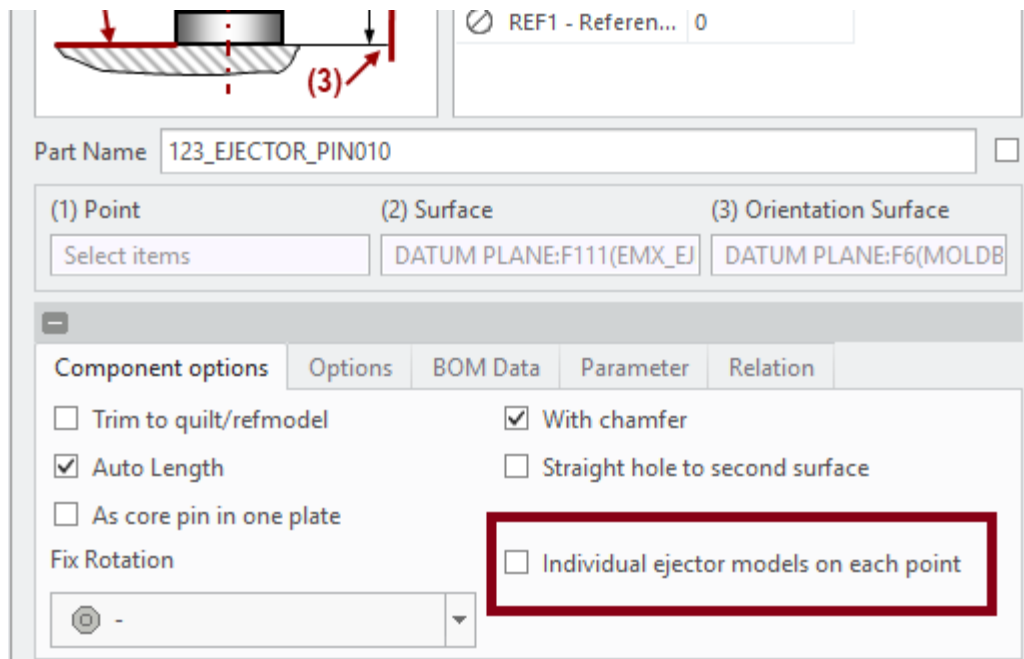 REF1 - Referen... 0
(3)
Part Name 123_EJECTOR_PIN010
(1) Point (2) Surface (3) Orientation Surface
Select items DATUM PLANE:F111(EMX_EJ DATUM PLANE:F6(MOLDB
Component options Options BOM Data Parameter Relation
Trim to quilt/refmodel With chamfer
Auto Length Straight hole to second surface
As core pin in one plate
Fix Rotation Individual ejector models on each point
-